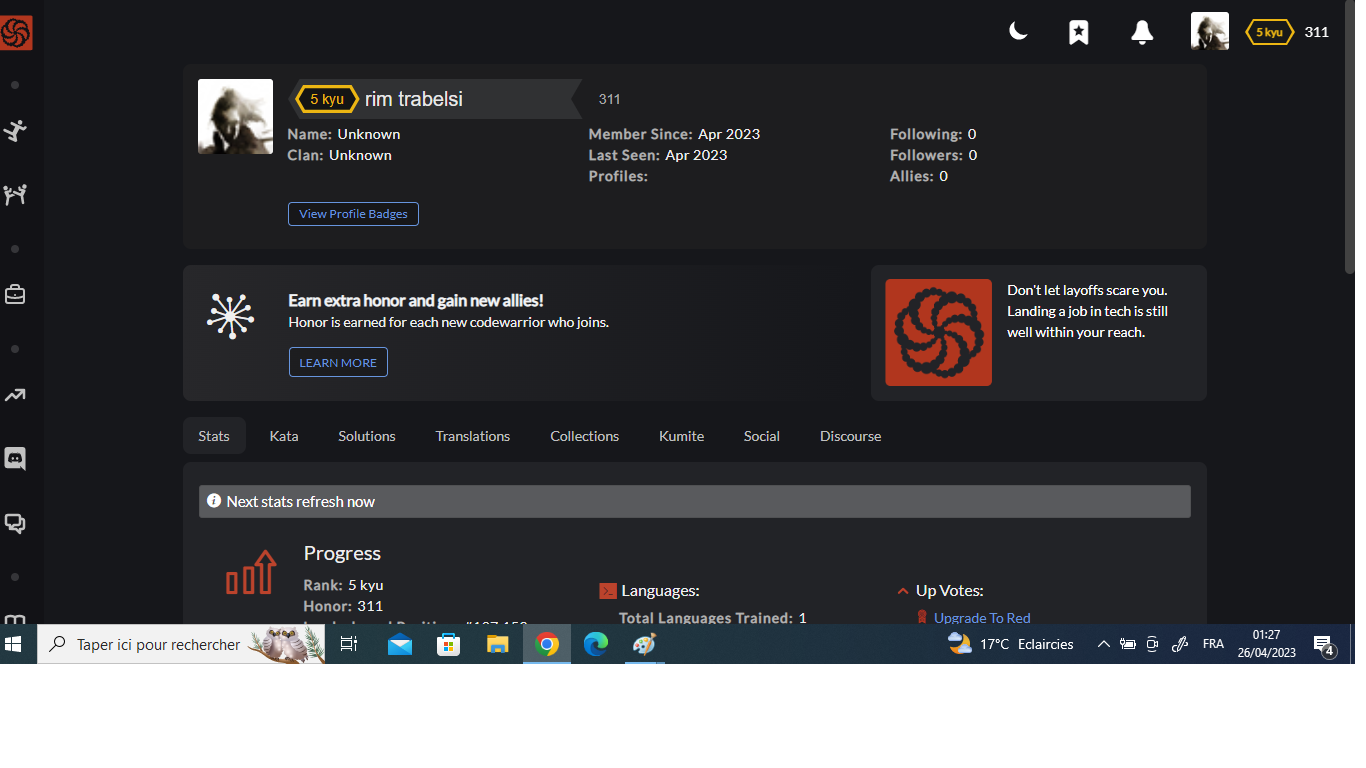 5 kyu 311
5 kyu rim trabelsi 311
Name: Unknown
Clan: Unknown
Member Since: Apr 2023
Last Seen: Apr 2023
Profiles:
Following: 0
Followers: 0
Allies: 0
View Profile Badges
Earn extra honor and gain new allies!
Honor is earned for each new codewarrior who joins.
LEARN MORE
Don't let layoffs scare you.
Landing a job in tech is still
well within your reach.
Stats Kata Solutions Translations Collections Kumite Social Discourse
Next stats refresh now
Progress
Rank: 5 kyu
Honor: 311
Languages:
Total Languages Trained: 1
Up Votes:
Upgrade To Red
Taper ici pour rechercher
17°C Eclaircies
FRA
01:27
26/04/2023
4